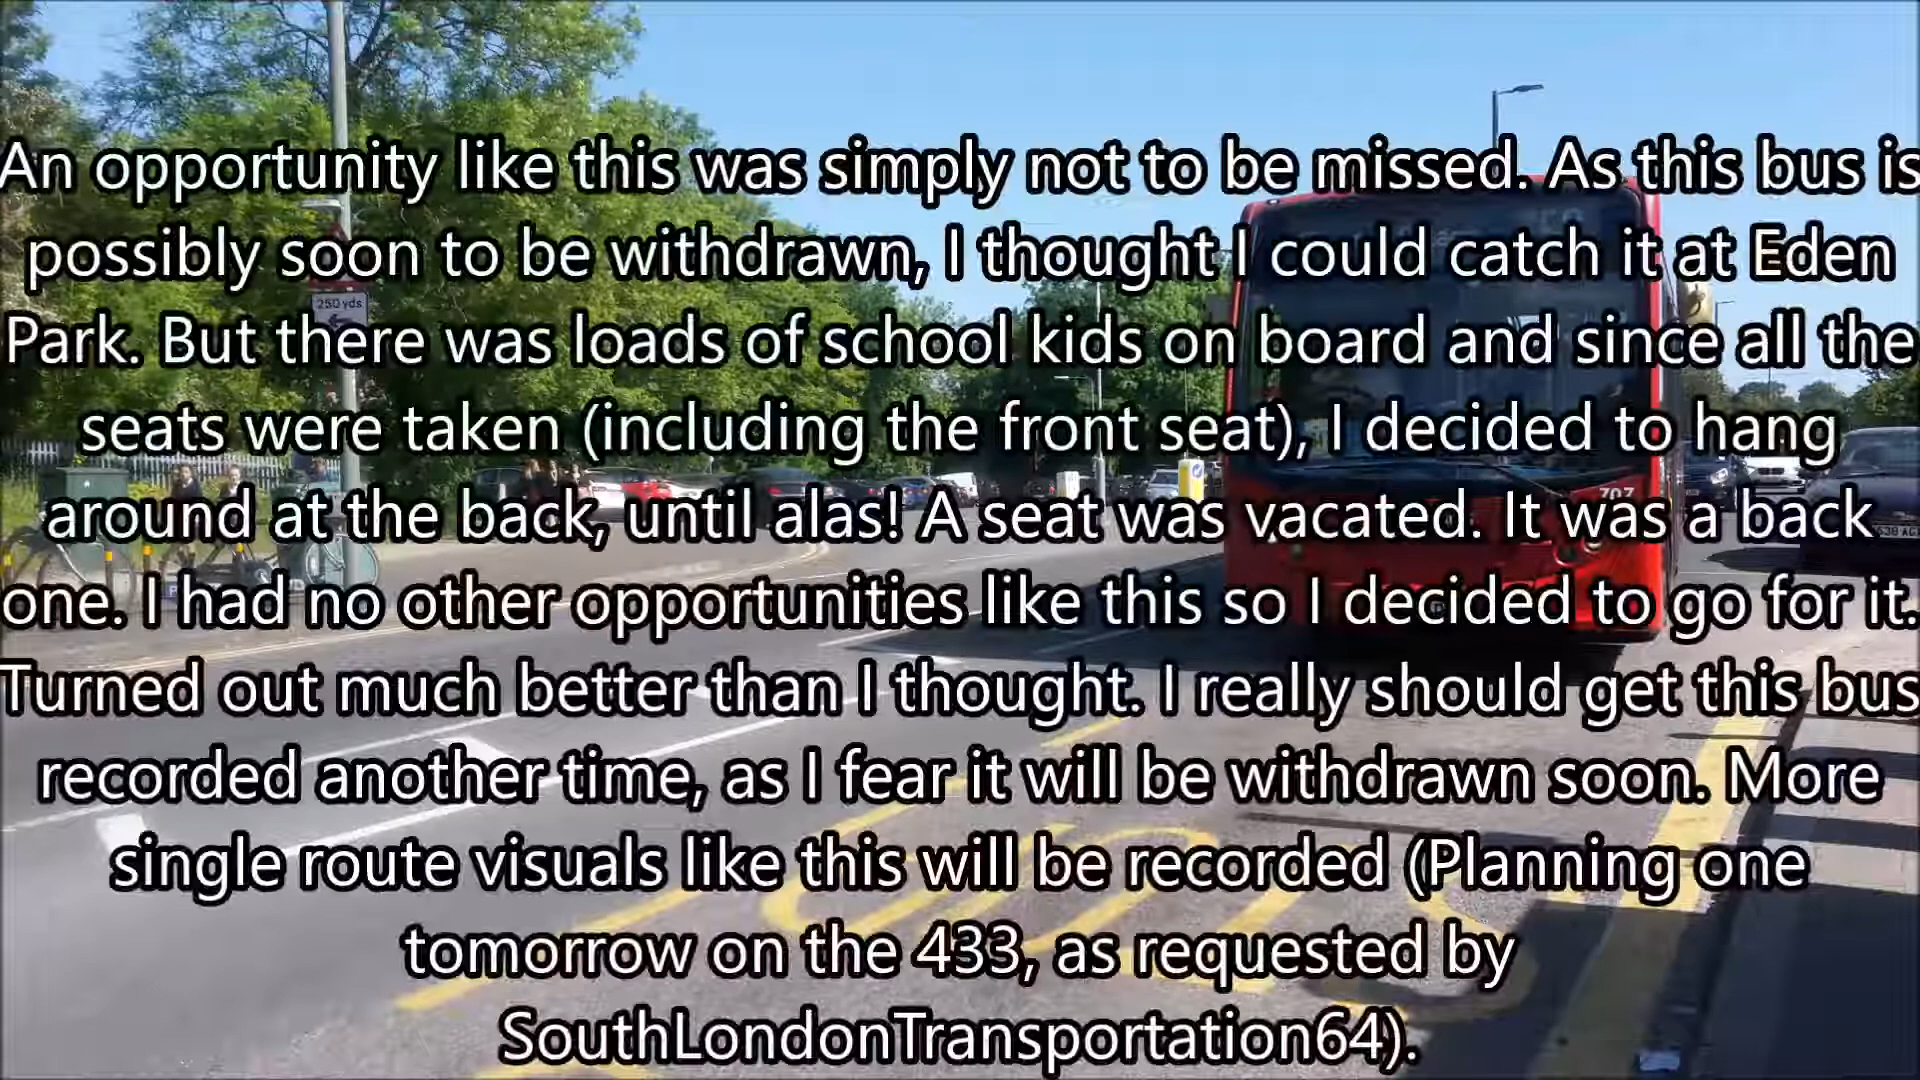 An opportunity like this was simply not to be missed. As this bus is
possibly soon to be withdrawn, I thought I could catch it at Eden
Park. But there was loads of school kids on board and since all the
seats were taken (including the front seat), I decided to hang
around at the back, until alas! A seat was vacated. It was a back
one. I had no other opportunities like this so I decided to go for it.
Turned out much better than I thought. I really should get this bus
recorded another time, as I fear it will be withdrawn soon. More
single route visuals like this will be recorded (Planning one
tomorrow on the 433, as requested by
SouthLondonTransportation64).
250 yds
707